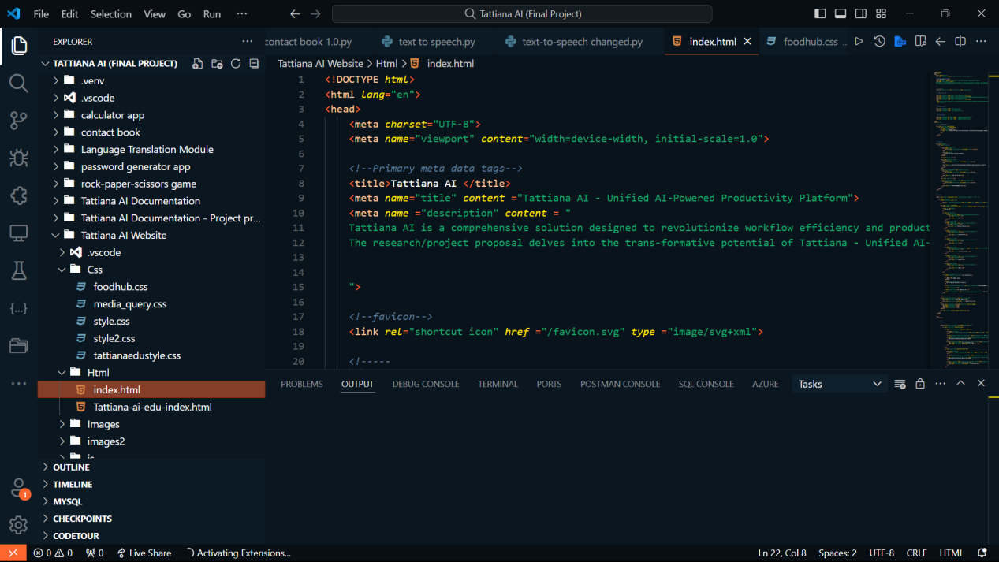 File Edit Selection View Go Run ···
Tattiana AI (Final Project)
EXPLORER
contact book 1.0.py
text to speech.py
text-to-speech changed.py
index.html
foodhub.css ..
TATTIANA AI (FINAL PROJECT)
.venv
.vscode
calculator app
contact book
Language Translation Module
password generator app
rock-paper-scissors game
Tattiana AI Documentation
Tattiana AI Documentation - Project pr...
Tattiana AI Website
.vscode
Css
foodhub.css
media_query.css
style.css
style2.css
tattianaedustyle.css
Html
index.html
Tattiana-ai-edu-index.html
Images
images2
js
OUTLINE
TIMELINE
MYSQL
CHECKPOINTS
CODETOUR
Tattiana AI Website > Html > index.html
1 <!DOCTYPE html>
2 <html lang="en">
3 <head>
4 <meta charset="UTF-8">
5 <meta name="viewport" content="width=device-width, initial-scale=1.0">
6
7 <!--Primary meta data tags-->
8 <title>Tattiana AI </title>
9 <meta name="title" content ="Tattiana AI - Unified AI-Powered Productivity Platform">
10 <meta name ="description" content = "
11 Tattiana AI is a comprehensive solution designed to revolutionize workflow efficiency and product
12 The research/project proposal delves into the trans-formative potential of Tattiana - Unified AI-
13
14
15 ">
16
17 <!--favicon-->
18 <link rel="shortcut icon" href ="/favicon.svg" type ="image/svg+xml">
19
20 <!-----
PROBLEMS OUTPUT DEBUG CONSOLE TERMINAL PORTS POSTMAN CONSOLE SQL CONSOLE AZURE
Tasks
1
0 0 0 Live Share Activating Extensions...
Ln 22, Col 8 Spaces: 2 UTF-8 CRLF HTML